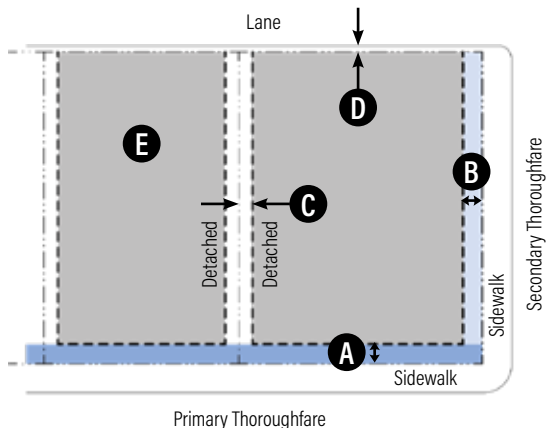 Lane
D
E
B
C
Detached
Detached
Secondary Thoroughfare
Sidewalk
A
Sidewalk
Primary Thoroughfare